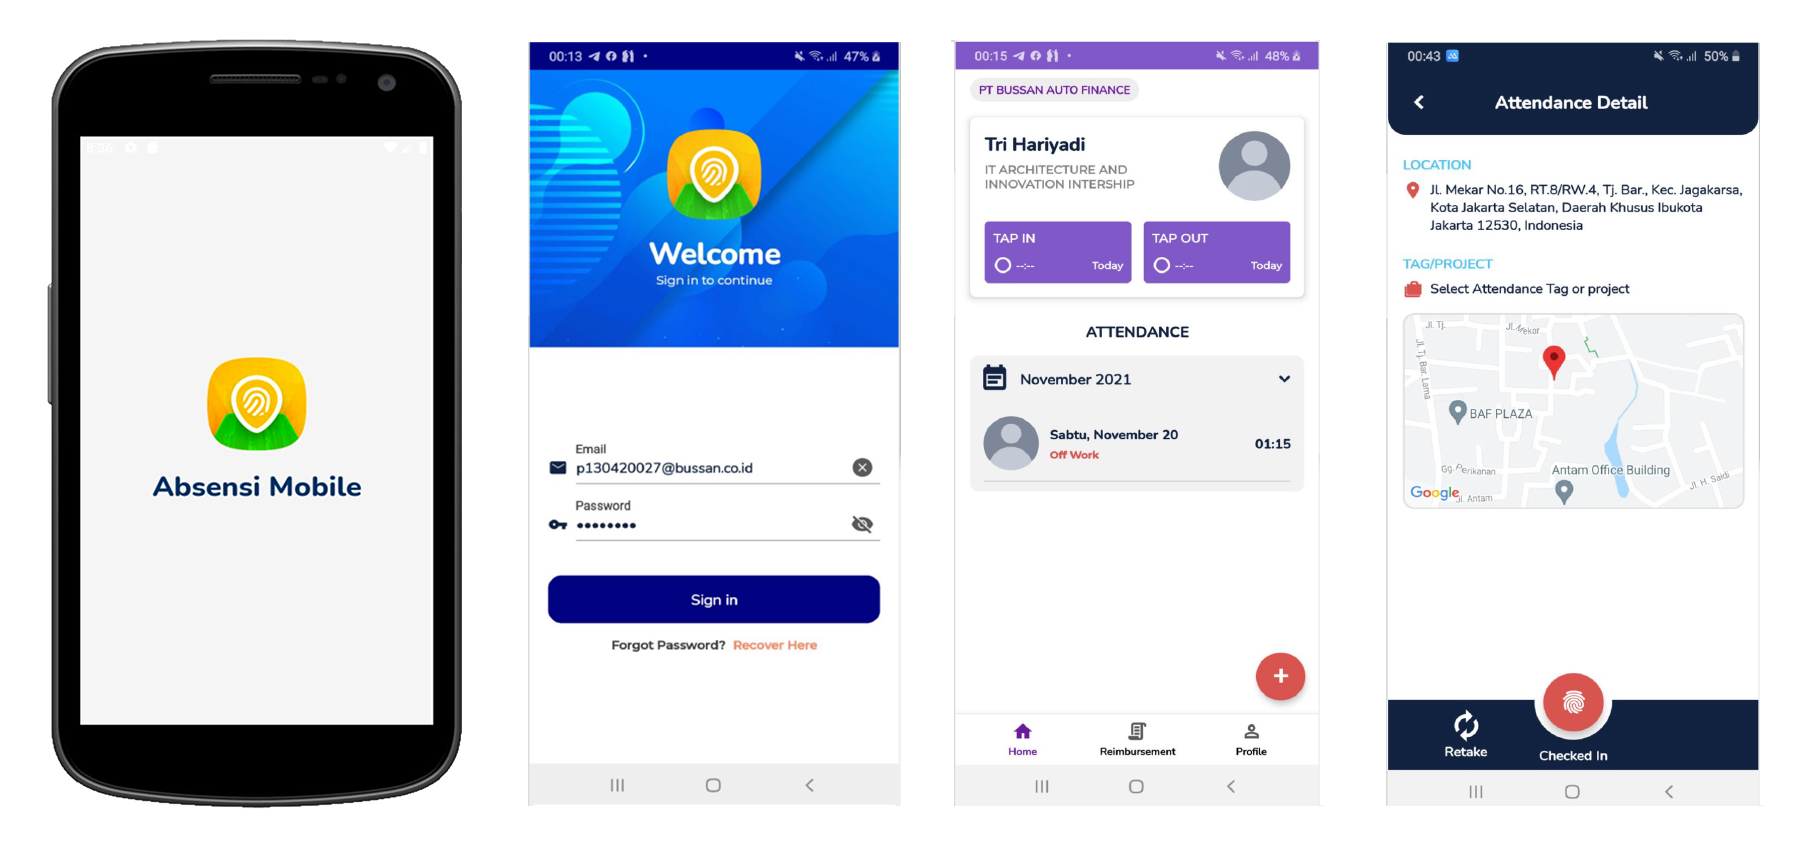 8:36
Absensi Mobile
00:13
47%
Welcome
Sign in to continue
Email
p130420027@bussan.co.id
Password
Sign in
Forgot Password? Recover Here
00:15
48%
PT BUSSAN AUTO FINANCE
Tri Hariyadi
IT ARCHITECTURE AND
INNOVATION INTERSHIP
TAP IN
--:-- Today
TAP OUT
--:-- Today
ATTENDANCE
November 2021
Sabtu, November 20
Off Work
01:15
Home
Reimbursement
Profile
00:43
50%
Attendance Detail
LOCATION
Jl. Mekar No.16, RT.8/RW.4, Tj. Bar., Kec. Jagakarsa,
Kota Jakarta Selatan, Daerah Khusus Ibukota
Jakarta 12530, Indonesia
TAG/PROJECT
Select Attendance Tag or project
Jl. Tj.
Jl. Mekar
Jl. Tj. Bar. Lama
BAF PLAZA
Gg. Perikanan
Antam Office Building
Jl. H. Saidi
Google
Jl. Antam
Retake
Checked In